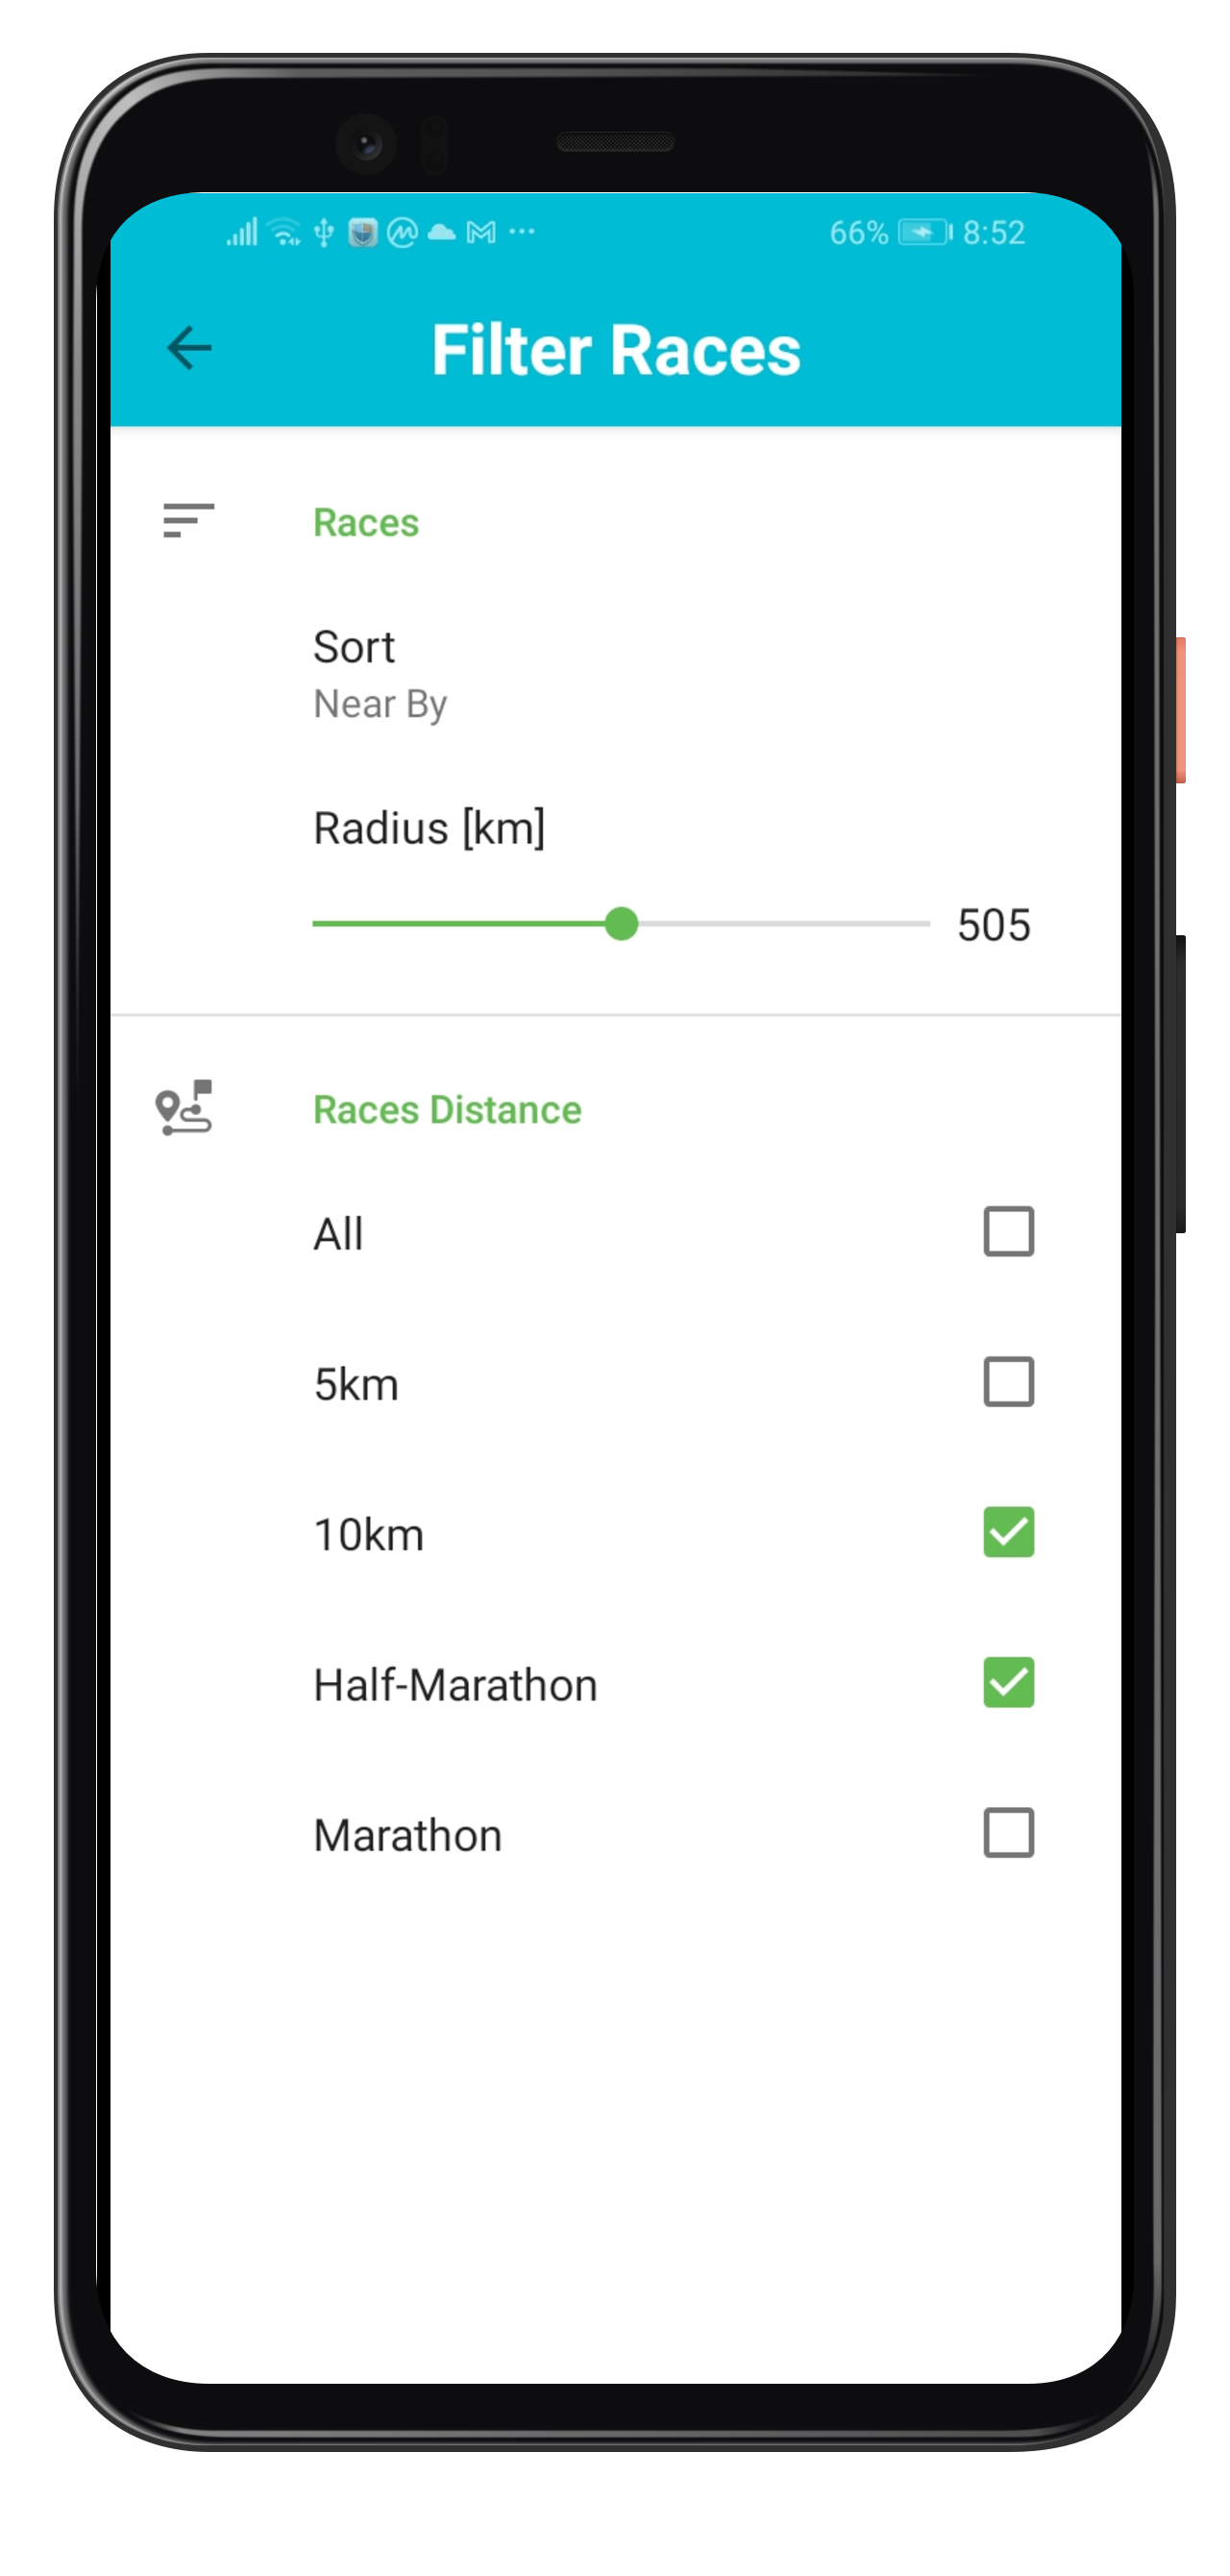 66% 8:52
Filter Races
Races
Sort
Near By
Radius [km]
505
Races Distance
All
5km
10km
Half-Marathon
Marathon